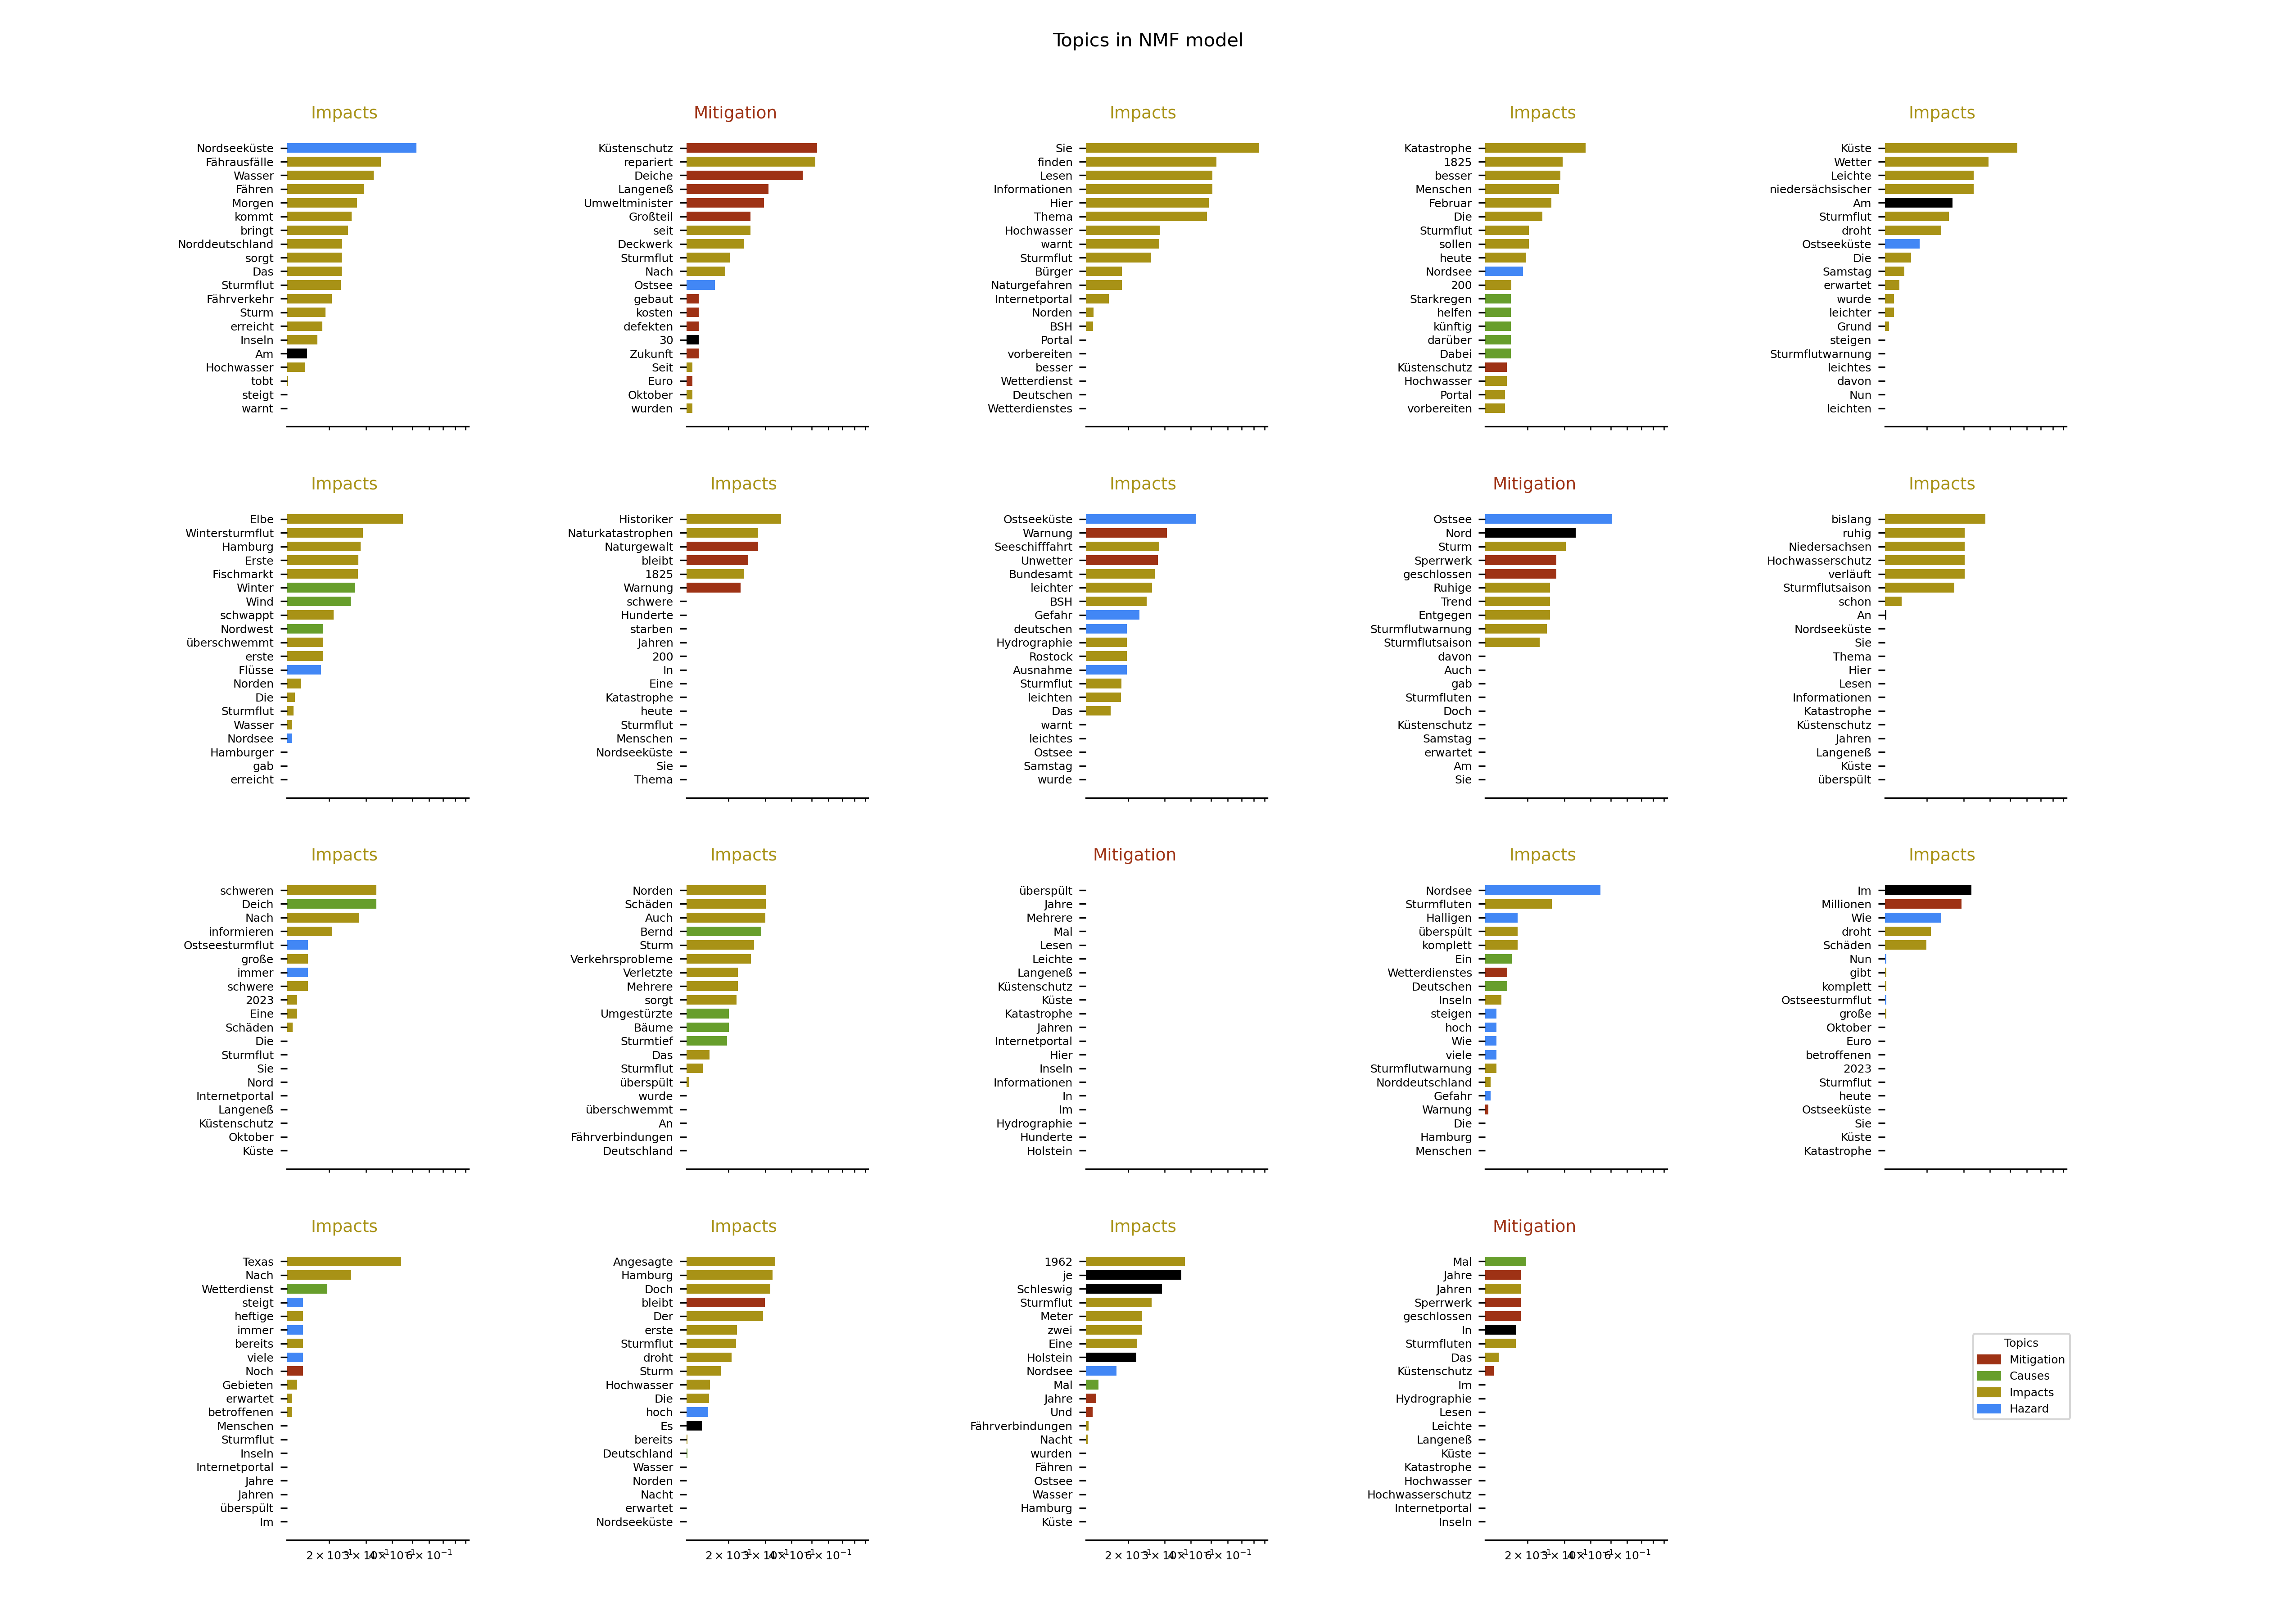 Topics in NMF model
Impacts
Nordseeküste
Fährausfälle
Wasser
Fähren
Morgen
kommt
bringt
Norddeutschland
sorgt
Das
Sturmflut
Fährverkehr
Sturm
erreicht
Inseln
Am
Hochwasser
tobt
steigt
warnt
Mitigation
Küstenschutz
repariert
Deiche
Langeneß
Umweltminister
Großteil
seit
Deckwerk
Sturmflut
Nach
Ostsee
gebaut
kosten
defekten
30
Zukunft
Seit
Euro
Oktober
wurden
Impacts
Sie
finden
Lesen
Informationen
Hier
Thema
Hochwasser
warnt
Sturmflut
Bürger
Naturgefahren
Internetportal
Norden
BSH
Portal
vorbereiten
besser
Wetterdienst
Deutschen
Wetterdienstes
Impacts
Katastrophe
1825
besser
Menschen
Februar
Die
Sturmflut
sollen
heute
Nordsee
200
Starkregen
helfen
künftig
darüber
Dabei
Küstenschutz
Hochwasser
Portal
vorbereiten
Impacts
Küste
Wetter
Leichte
niedersächsischer
Am
Sturmflut
droht
Ostseeküste
Die
Samstag
erwartet
wurde
leichter
Grund
steigen
Sturmflutwarnung
leichtes
davon
Nun
leichten
Impacts
Elbe
Wintersturmflut
Hamburg
Erste
Fischmarkt
Winter
Wind
schwappt
Nordwest
überschwemmt
erste
Flüsse
Norden
Die
Sturmflut
Wasser
Nordsee
Hamburger
gab
erreicht
Impacts
Historiker
Naturkatastrophen
Naturgewalt
bleibt
1825
Warnung
schwere
Hunderte
starben
Jahren
200
In
Eine
Katastrophe
heute
Sturmflut
Menschen
Nordseeküste
Sie
Thema
Impacts
Ostseeküste
Warnung
Seeschifffahrt
Unwetter
Bundesamt
leichter
BSH
Gefahr
deutschen
Hydrographie
Rostock
Ausnahme
Sturmflut
leichten
Das
warnt
leichtes
Ostsee
Samstag
wurde
Mitigation
Ostsee
Nord
Sturm
Sperrwerk
geschlossen
Ruhige
Trend
Entgegen
Sturmflutwarnung
Sturmflutsaison
davon
Auch
gab
Sturmfluten
Doch
Küstenschutz
Samstag
erwartet
Am
Sie
Impacts
bislang
ruhig
Niedersachsen
Hochwasserschutz
verläuft
Sturmflutsaison
schon
An
Nordseeküste
Sie
Thema
Hier
Lesen
Informationen
Katastrophe
Küstenschutz
Jahren
Langeneß
Küste
überspült
Impacts
schweren
Deich
Nach
informieren
Ostseesturmflut
große
immer
schwere
2023
Eine
Schäden
Die
Sturmflut
Sie
Nord
Internetportal
Langeneß
Küstenschutz
Oktober
Küste
Impacts
Norden
Schäden
Auch
Bernd
Sturm
Verkehrsprobleme
Verletzte
Mehrere
sorgt
Umgestürzte
Bäume
Sturmtief
Das
Sturmflut
überspült
wurde
überschwemmt
An
Fährverbindungen
Deutschland
Mitigation
überspült
Jahre
Mehrere
Mal
Lesen
Leichte
Langeneß
Küstenschutz
Küste
Katastrophe
Jahren
Internetportal
Hier
Inseln
Informationen
In
Im
Hydrographie
Hunderte
Holstein
Impacts
Nordsee
Sturmfluten
Halligen
überspült
komplett
Ein
Wetterdienstes
Deutschen
Inseln
steigen
hoch
Wie
viele
Sturmflutwarnung
Norddeutschland
Gefahr
Warnung
Die
Hamburg
Menschen
Impacts
Im
Millionen
Wie
droht
Schäden
Nun
gibt
komplett
Ostseesturmflut
große
Oktober
Euro
betroffenen
2023
Sturmflut
heute
Ostseeküste
Sie
Küste
Katastrophe
Impacts
Texas
Nach
Wetterdienst
steigt
heftige
immer
bereits
viele
Noch
Gebieten
erwartet
betroffenen
Menschen
Sturmflut
Inseln
Internetportal
Jahre
Jahren
überspült
Im
Impacts
Angesagte
Hamburg
Doch
bleibt
Der
erste
Sturmflut
droht
Sturm
Hochwasser
Die
hoch
Es
bereits
Deutschland
Wasser
Norden
Nacht
erwartet
Nordseeküste
Impacts
1962
je
Schleswig
Sturmflut
Meter
zwei
Eine
Holstein
Nordsee
Mal
Jahre
Und
Fährverbindungen
Nacht
wurden
Fähren
Ostsee
Wasser
Hamburg
Küste
Mitigation
Mal
Jahre
Jahren
Sperrwerk
geschlossen
In
Sturmfluten
Das
Küstenschutz
Im
Hydrographie
Lesen
Leichte
Langeneß
Küste
Katastrophe
Hochwasser
Hochwasserschutz
Internetportal
Inseln
Topics
Mitigation
Causes
Impacts
Hazard